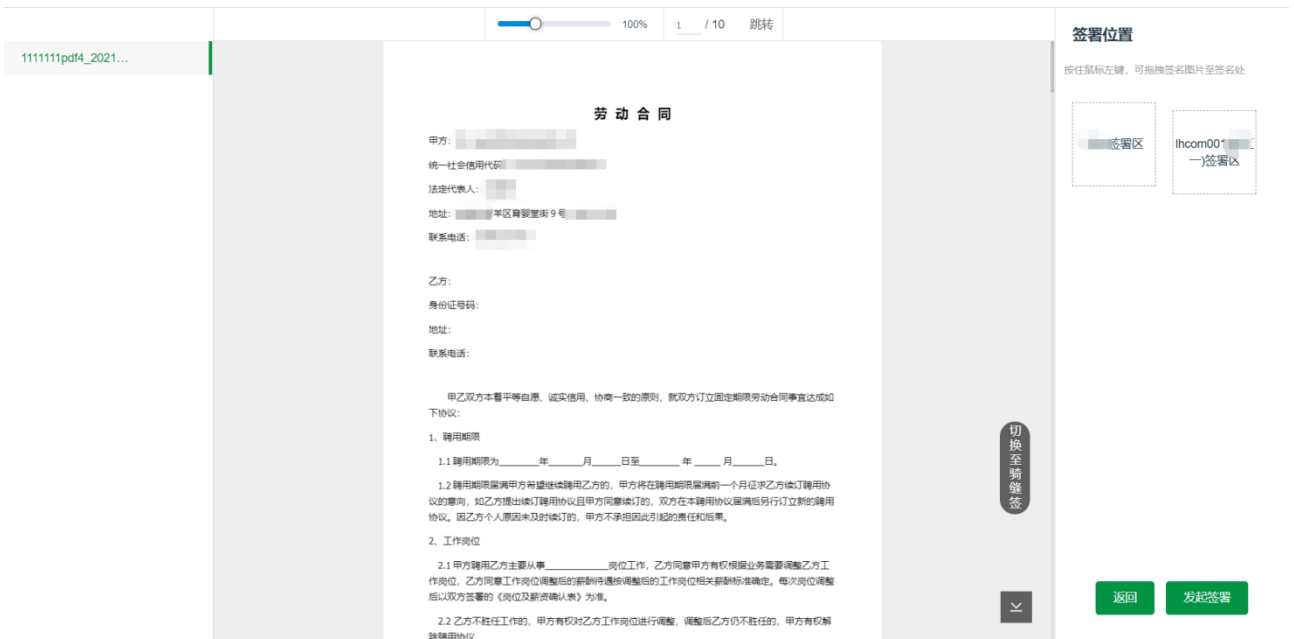 100%
1 / 10 跳转
1111111pdf4_2021...
劳 动 合 同
甲方：
统一社会信用代码
法定代表人：
地址： 羊区育婴堂街 9 号
联系电话：
乙方：
身份证号码：
地址：
联系电话：
甲乙双方本着平等自愿、诚实信用、协商一致的原则，就双方订立固定期限劳动合同事宜达成如
下协议：
1、聘用期限
1.1 聘用期限为________年______月______日至________ 年 _____ 月______日。
1.2 聘用期限届满甲方希望继续聘用乙方的，甲方将在聘用期限届满前一个月征求乙方续订聘用协
议的意向，如乙方提出续订聘用协议且甲方同意续订的，双方在本聘用协议届满后另行订立新的聘用
协议。因乙方个人原因未及时续订的，甲方不承担因此引起的责任和后果。
2、工作岗位
2.1 甲方聘用乙方主要从事_____________岗位工作，乙方同意甲方有权根据业务需要调整乙方工
作岗位，乙方同意工作岗位调整后的薪酬待遇按调整后的工作岗位相关薪酬标准确定。每次岗位调整
后以双方签署的《岗位及薪资确认表》为准。
2.2 乙方不胜任工作的，甲方有权对乙方工作岗位进行调整，调整后乙方仍不胜任的，甲方有权解
除聘用协议
切换至骑缝签
签署位置
按住鼠标左键，可拖拽签名图片至签名处
签署区
lhcom001
一)签署区
返回
发起签署